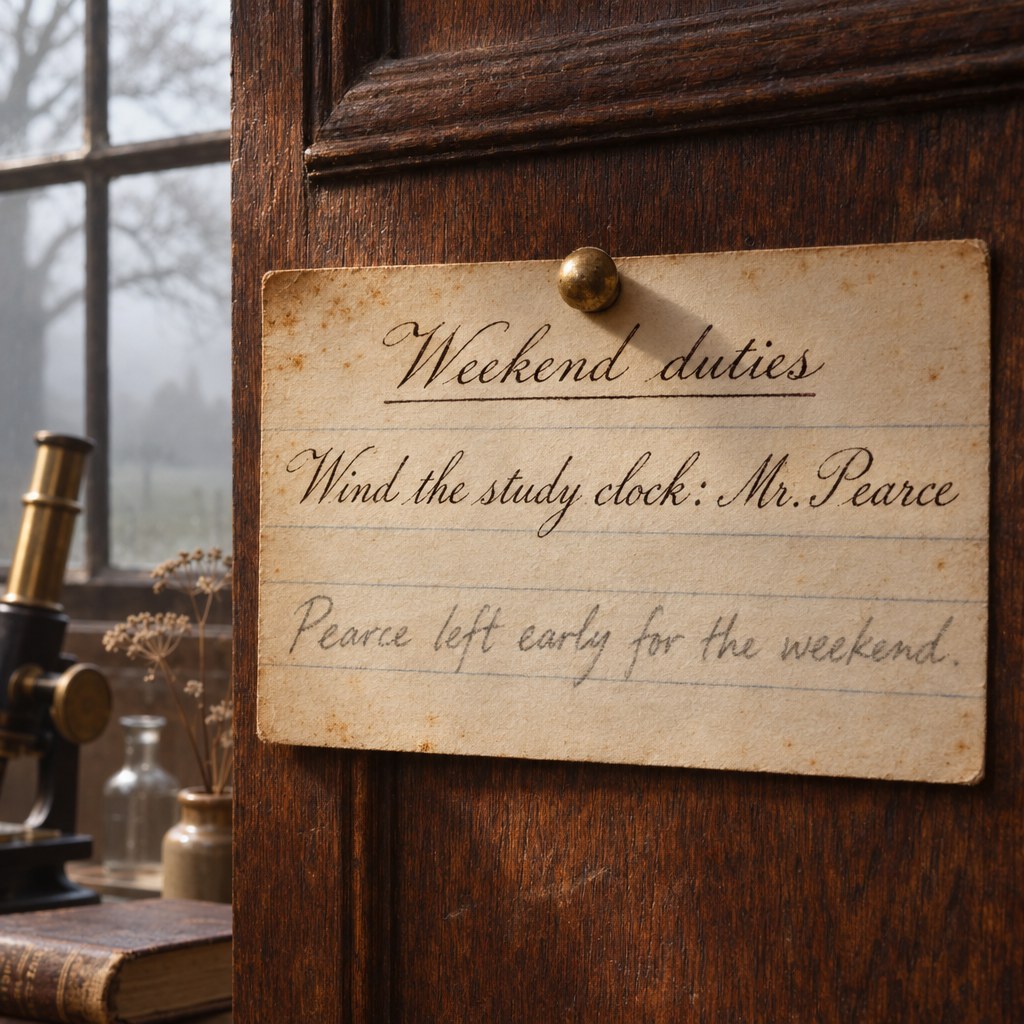 Weekend duties
Wind the study clock: Mr. Pearce
Pearce left early for the weekend.